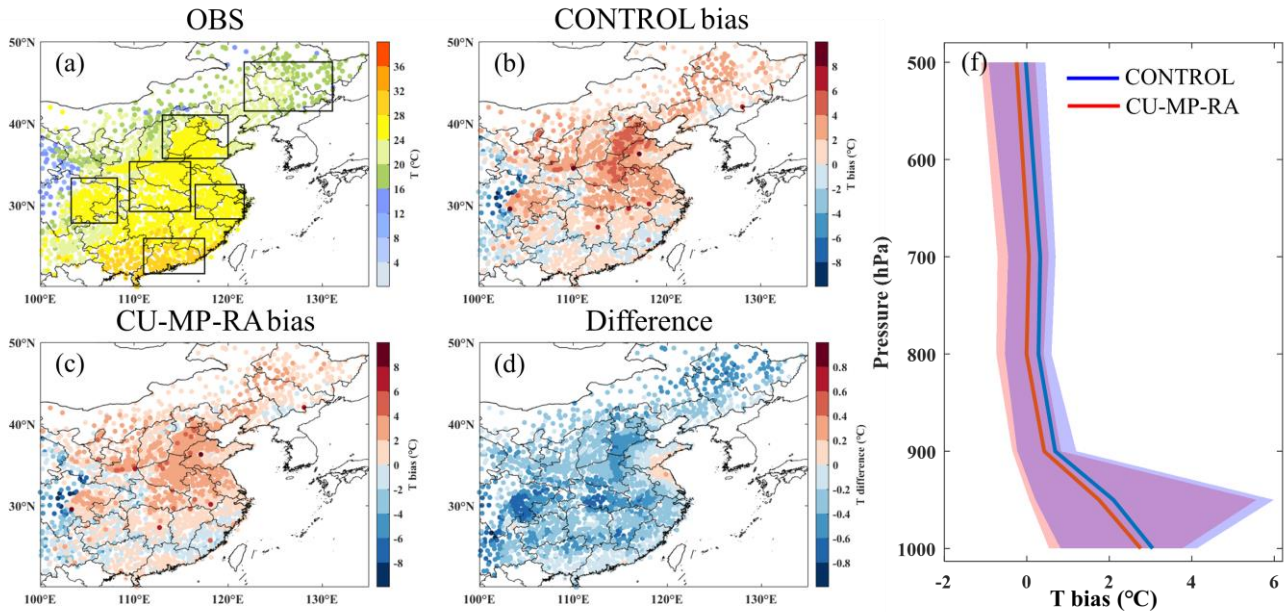 OBS
(a)
50°N
40°N
30°N
100°E 110°E 120°E 130°E
36
32
28
24
20
16
12
8
4
T (°C)
CONTROL bias
(b)
50°N
40°N
30°N
100°E 110°E 120°E 130°E
8
6
4
2
0
-2
-4
-6
-8
T bias (°C)
CU-MP-RA bias
(c)
50°N
40°N
30°N
100°E 110°E 120°E 130°E
8
6
4
2
0
-2
-4
-6
-8
T bias (°C)
Difference
(d)
50°N
40°N
30°N
100°E 110°E 120°E 130°E
0.8
0.6
0.4
0.2
0
-0.2
-0.4
-0.6
-0.8
T difference (°C)
(f)
CONTROL
CU-MP-RA
500
600
700
800
900
1000
Pressure (hPa)
-2 0 2 4 6
T bias (°C)